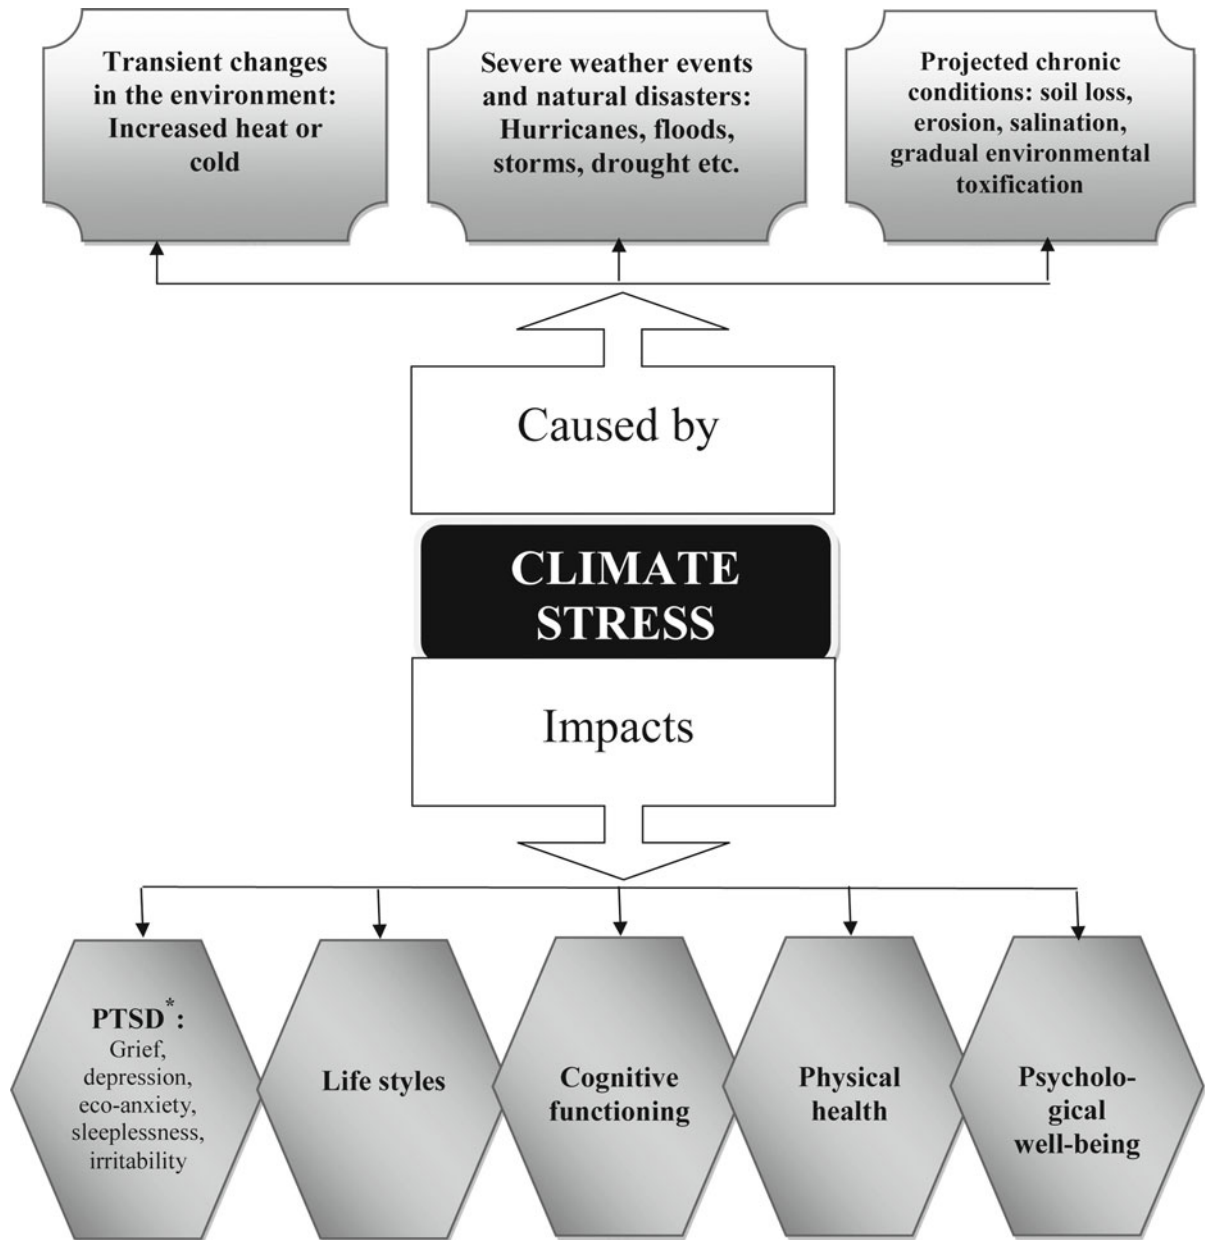 Transient changes
in the environment:
Increased heat or
cold
Severe weather events
and natural disasters:
Hurricanes, floods,
storms, drought etc.
Projected chronic
conditions: soil loss,
erosion, salination,
gradual environmental
toxification
Caused by
CLIMATE
STRESS
Impacts
PTSD*:
Grief,
depression,
eco-anxiety,
sleeplessness,
irritability
Life styles
Cognitive
functioning
Physical
health
Psycholo-
gical
well-being